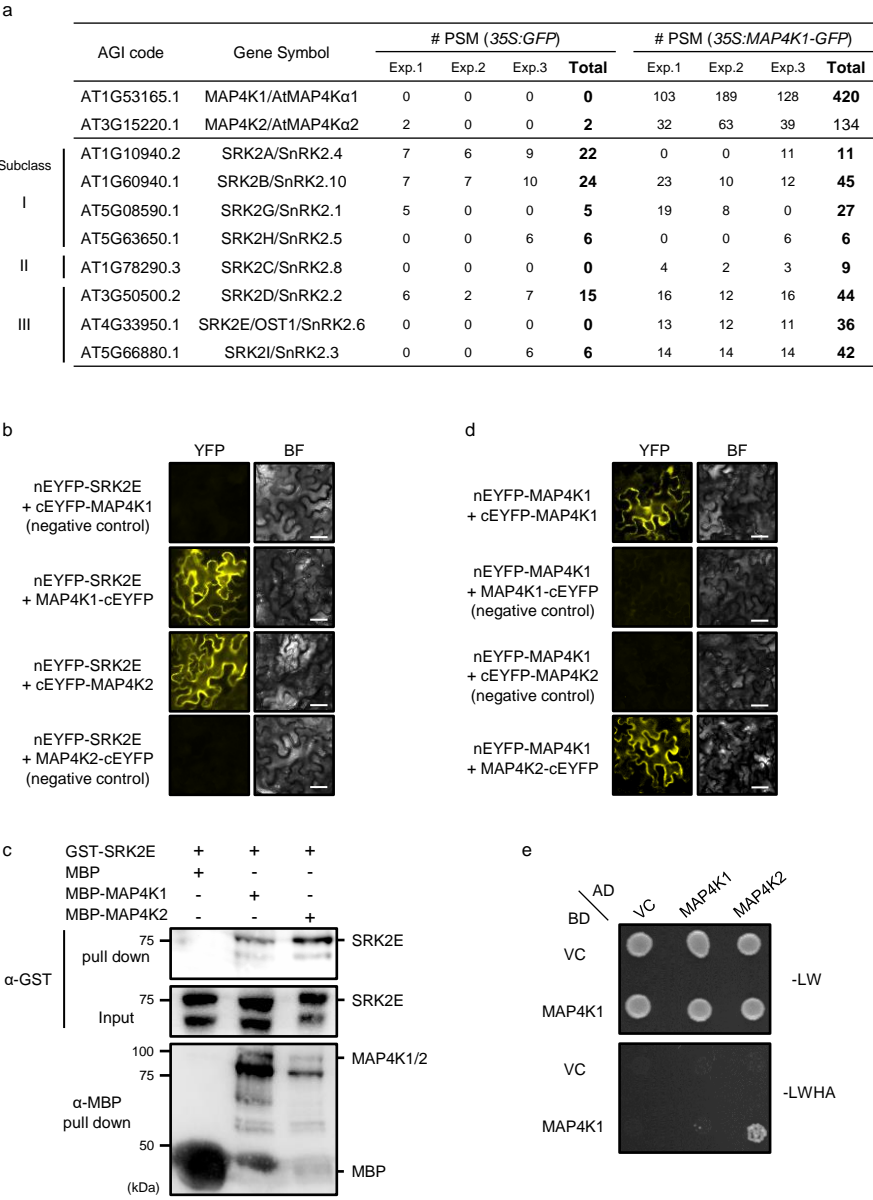 a
AGI code Gene Symbol # PSM (35S:GFP) # PSM (35S:MAP4K1-GFP)
Exp.1 Exp.2 Exp.3 Total Exp.1 Exp.2 Exp.3 Total
AT1G53165.1 MAP4K1/AtMAP4Kα1 0 0 0 0 103 189 128 420
AT3G15220.1 MAP4K2/AtMAP4Kα2 2 0 0 2 32 63 39 134
Subclass
I
AT1G10940.2 SRK2A/SnRK2.4 7 6 9 22 0 0 11 11
AT1G60940.1 SRK2B/SnRK2.10 7 7 10 24 23 10 12 45
AT5G08590.1 SRK2G/SnRK2.1 5 0 0 5 19 8 0 27
AT5G63650.1 SRK2H/SnRK2.5 0 0 6 6 0 0 6 6
II AT1G78290.3 SRK2C/SnRK2.8 0 0 0 0 4 2 3 9
AT3G50500.2 SRK2D/SnRK2.2 6 2 7 15 16 12 16 44
III AT4G33950.1 SRK2E/OST1/SnRK2.6 0 0 0 0 13 12 11 36
AT5G66880.1 SRK2I/SnRK2.3 0 0 6 6 14 14 14 42
b
YFP BF
nEYFP-SRK2E
+ cEYFP-MAP4K1
(negative control)
nEYFP-SRK2E
+ MAP4K1-cEYFP
nEYFP-SRK2E
+ cEYFP-MAP4K2
nEYFP-SRK2E
+ MAP4K2-cEYFP
(negative control)
d
YFP BF
nEYFP-MAP4K1
+ cEYFP-MAP4K1
nEYFP-MAP4K1
+ MAP4K1-cEYFP
(negative control)
nEYFP-MAP4K1
+ cEYFP-MAP4K2
(negative control)
nEYFP-MAP4K1
+ MAP4K2-cEYFP
c
GST-SRK2E + + +
MBP + - -
MBP-MAP4K1 - + -
MBP-MAP4K2 - - +
α-GST
75
pull down
SRK2E
75
Input
SRK2E
100
75
50
(kDa)
α-MBP
pull down
MAP4K1/2
MBP
e
AD
BD
VC MAP4K1 MAP4K2
VC
MAP4K1
-LW
VC
MAP4K1
-LWHA